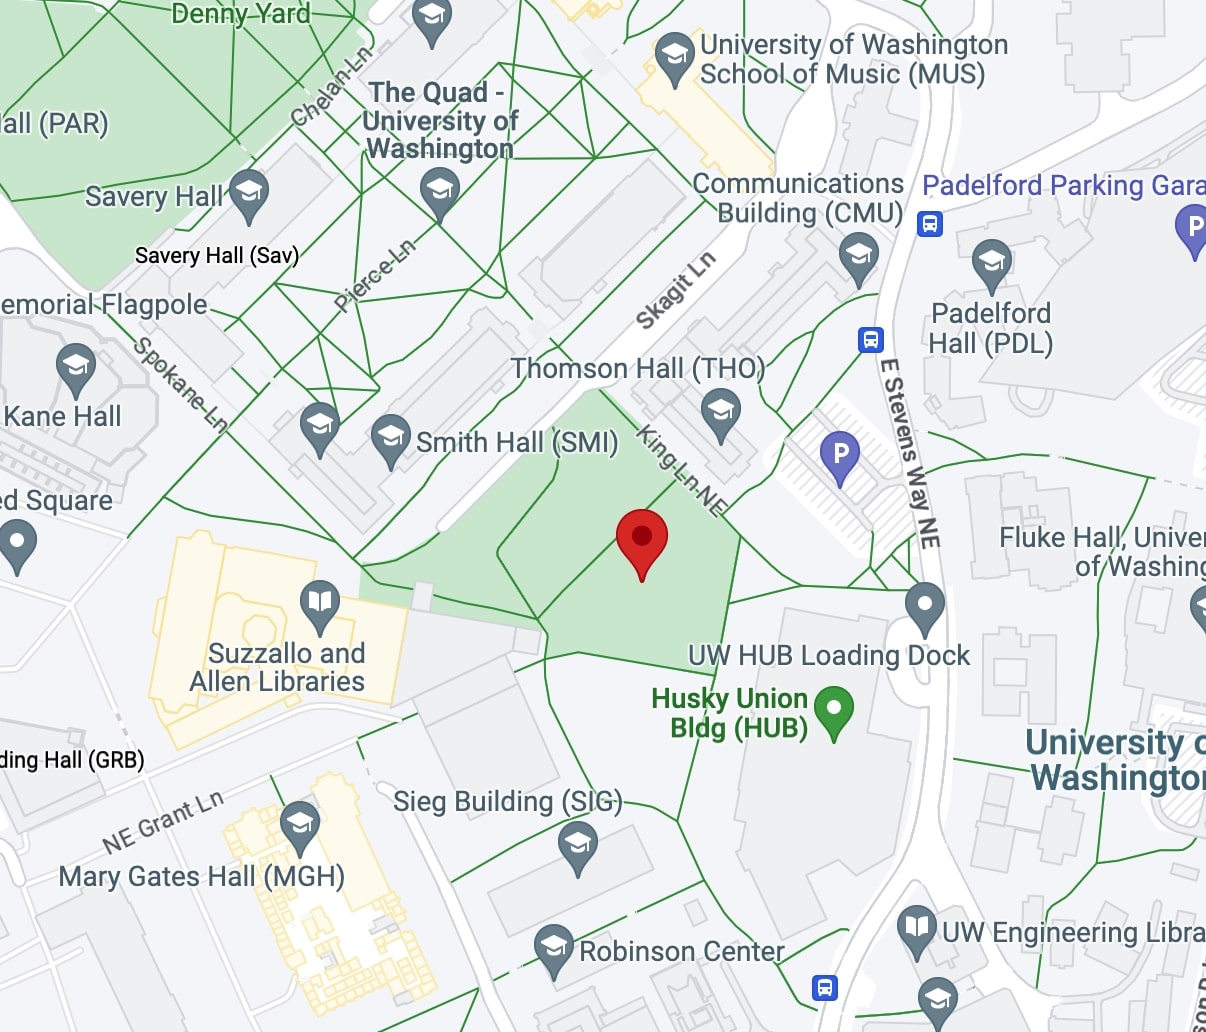 Denny Yard
University of Washington
School of Music (MUS)
Chelan Ln
The Quad -
University of
Washington
all (PAR)
Savery Hall
Communications
Building (CMU)
Padelford Parking Gara
P
Savery Hall (Sav)
Pierce Ln
Skagit Ln
emorial Flagpole
Padelford
Hall (PDL)
Spokane Ln
Thomson Hall (THO)
E Stevens Way NE
Kane Hall
Smith Hall (SMI)
King Ln NE
P
ed Square
Fluke Hall, Univer
of Washing
Suzzallo and
Allen Libraries
UW HUB Loading Dock
Husky Union
Bldg (HUB)
University o
Washington
ding Hall (GRB)
NE Grant Ln
Sieg Building (SIG)
Mary Gates Hall (MGH)
Robinson Center
UW Engineering Libra